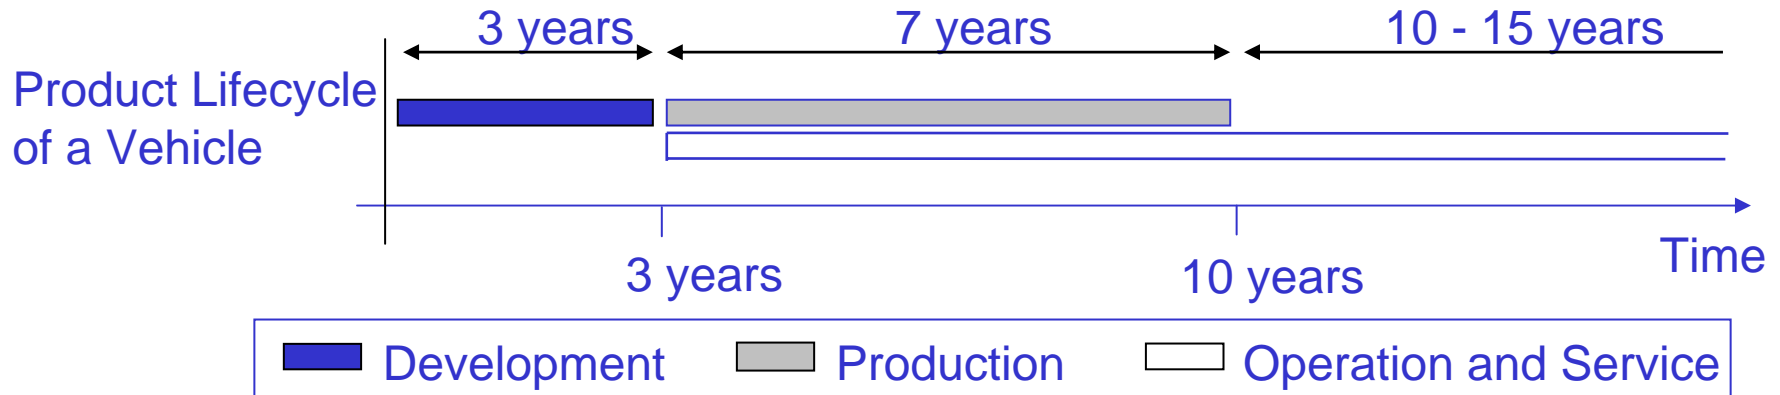 3 years
7 years
10 - 15 years
Product Lifecycle
of a Vehicle
Time
3 years
10 years
Development
Production
Operation and Service